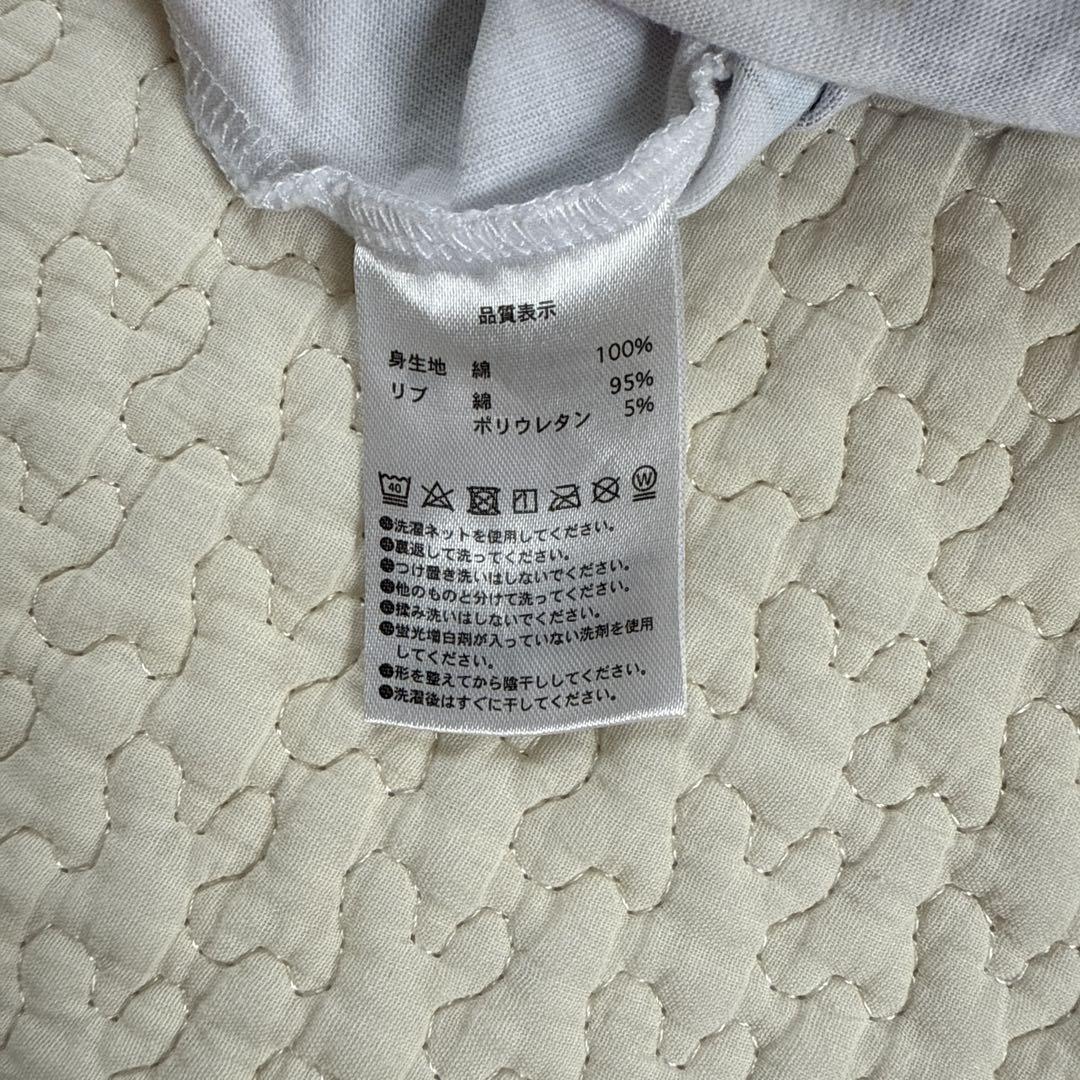 品質表示
身生地 綿 100%
リブ 綿 95%
ポリウレタン 5%
40 W
●洗濯ネットを使用してください。
●裏返して洗ってください。
●つけ置き洗いはしないでください。
●他のものと分けて洗ってください。
●揉み洗いはしないでください。
●蛍光増白剤が入っていない洗剤を使用
してください。
●形を整えてから陰干ししてください。
●洗濯後はすぐに干してください。